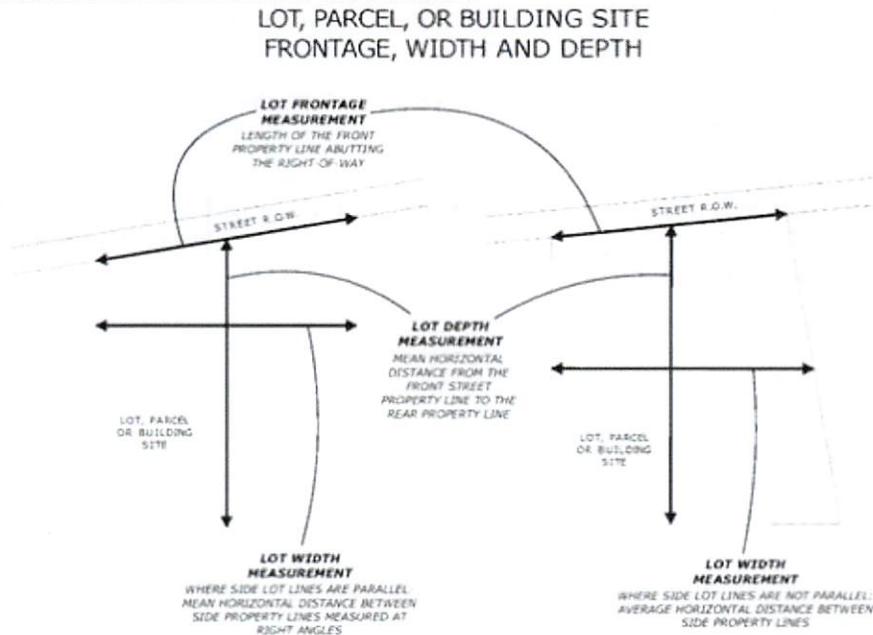 LOT, PARCEL, OR BUILDING SITE
FRONTAGE, WIDTH AND DEPTH
LOT FRONTAGE
MEASUREMENT
LENGTH OF THE FRONT
PROPERTY LINE ABUTTING
THE RIGHT-OF-WAY
STREET R.O.W.
STREET R.O.W.
LOT DEPTH
MEASUREMENT
MEAN HORIZONTAL
DISTANCE FROM THE
FRONT STREET
PROPERTY LINE TO THE
REAR PROPERTY LINE
LOT, PARCEL
OR BUILDING
SITE
LOT, PARCEL
OR BUILDING
SITE
LOT WIDTH
MEASUREMENT
WHERE SIDE LOT LINES ARE PARALLEL:
MEAN HORIZONTAL DISTANCE BETWEEN
SIDE PROPERTY LINES MEASURED AT
RIGHT ANGLES
LOT WIDTH
MEASUREMENT
WHERE SIDE LOT LINES ARE NOT PARALLEL:
AVERAGE HORIZONTAL DISTANCE BETWEEN
SIDE PROPERTY LINES